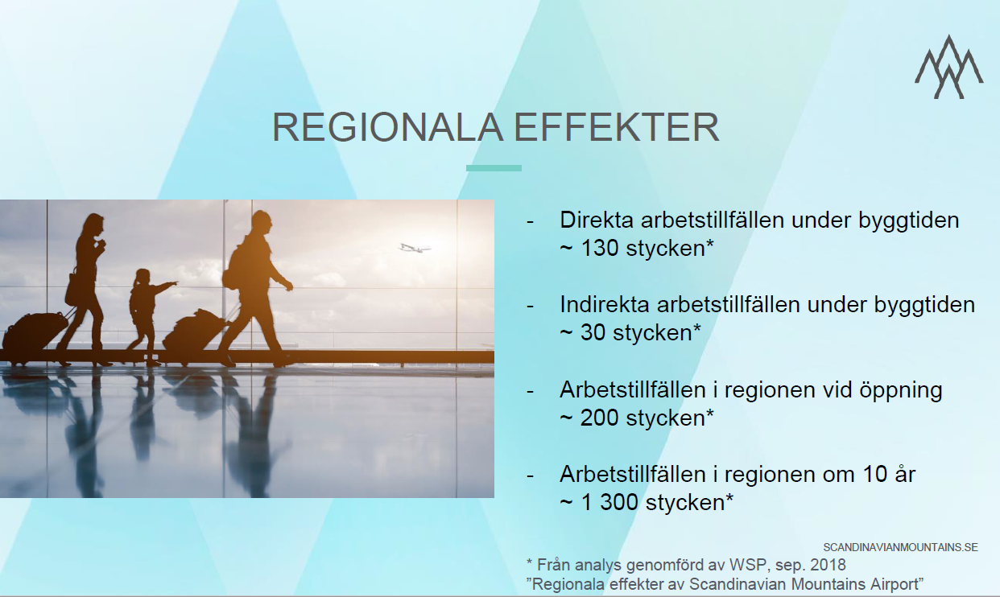 REGIONALA EFFEKTER
- Direkta arbetstillfällen under byggtiden
~ 130 stycken*
- Indirekta arbetstillfällen under byggtiden
~ 30 stycken*
- Arbetstillfällen i regionen vid öppning
~ 200 stycken*
- Arbetstillfällen i regionen om 10 år
~ 1 300 stycken*
SCANDINAVIANMOUNTAINS.SE
* Från analys genomförd av WSP, sep. 2018
”Regionala effekter av Scandinavian Mountains Airport”